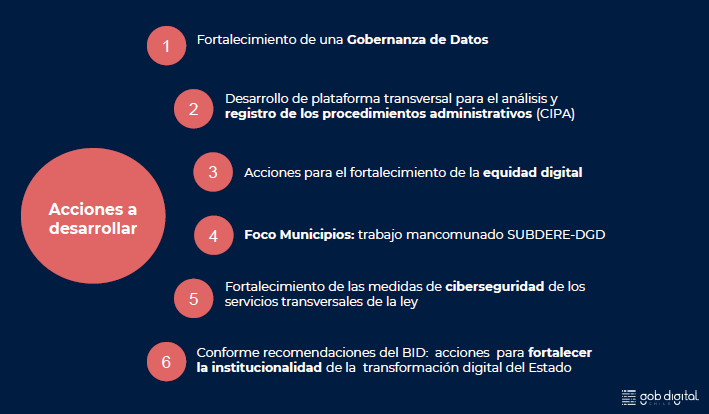 1
Fortalecimiento de una Gobernanza de Datos
2
Desarrollo de plataforma transversal para el análisis y
registro de los procedimientos administrativos (CIPA)
3
Acciones para el fortalecimiento de la equidad digital
Acciones a
desarrollar
4
Foco Municipios: trabajo mancomunado SUBDERE-DGD
5
Fortalecimiento de las medidas de ciberseguridad de los
servicios transversales de la ley
6
Conforme recomendaciones del BID: acciones para fortalecer
la institucionalidad de la transformación digital del Estado
gob digital
CHILE